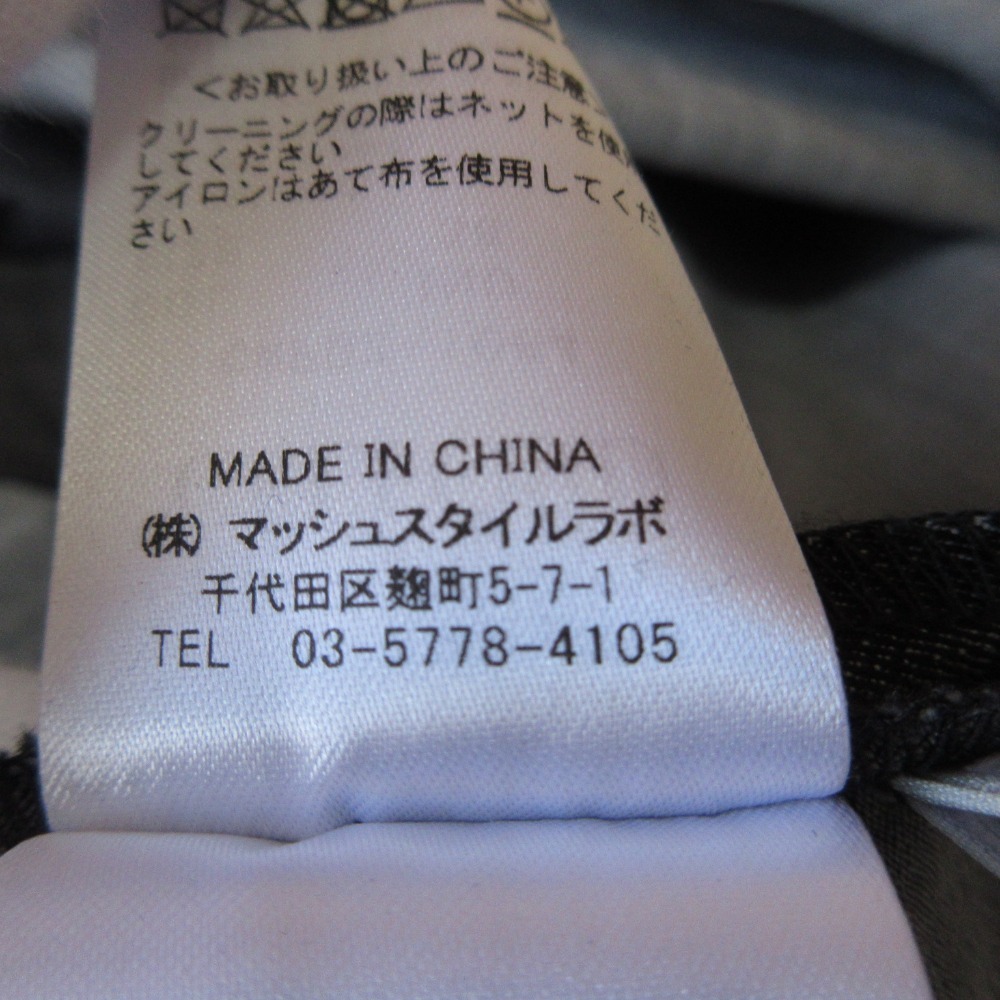 <お取り扱い上のご注意
クリーニングの際はネットを使用
してください
アイロンはあて布を使用してくだ
さい
MADE IN CHINA
(株) マッシュスタイルラボ
千代田区麹町5-7-1
TEL 03-5778-4105